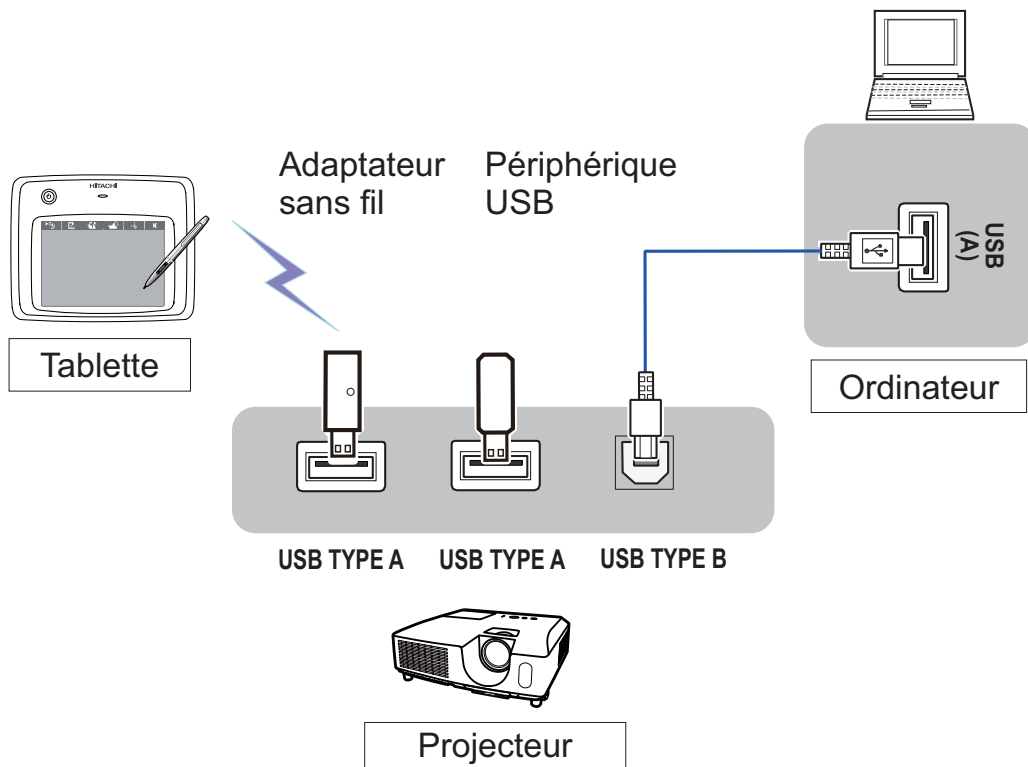 HITACHI
Tablette
Adaptateur
sans fil
Périphérique
USB
USB
(A)
Ordinateur
USB TYPE A
USB TYPE A
USB TYPE B
Projecteur